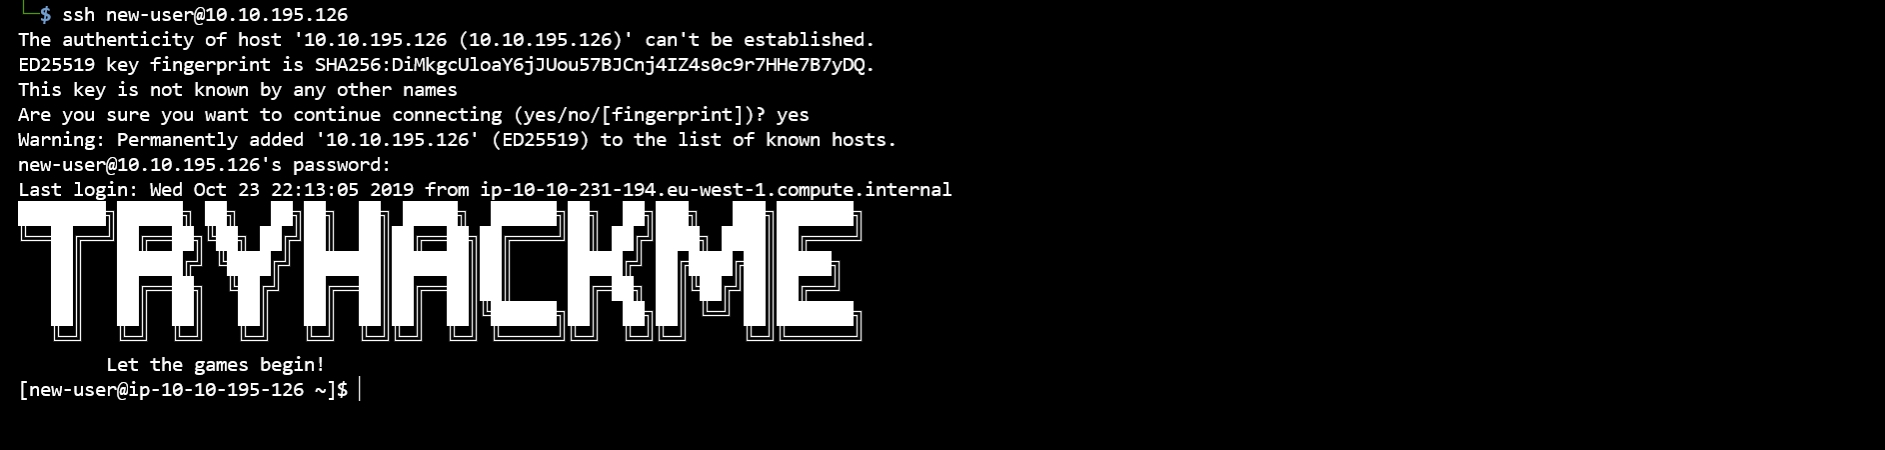 └─$ ssh new-user@10.10.195.126
The authenticity of host '10.10.195.126 (10.10.195.126)' can't be established.
ED25519 key fingerprint is SHA256:DiMkgcUloaY6jJUou57BJCnj4IZ4s0c9r7HHe7B7yDQ.
This key is not known by any other names
Are you sure you want to continue connecting (yes/no/[fingerprint])? yes
Warning: Permanently added '10.10.195.126' (ED25519) to the list of known hosts.
new-user@10.10.195.126's password:
Last login: Wed Oct 23 22:13:05 2019 from ip-10-10-231-194.eu-west-1.compute.internal
TRYHACKME
Let the games begin!
[new-user@ip-10-10-195-126 ~]$